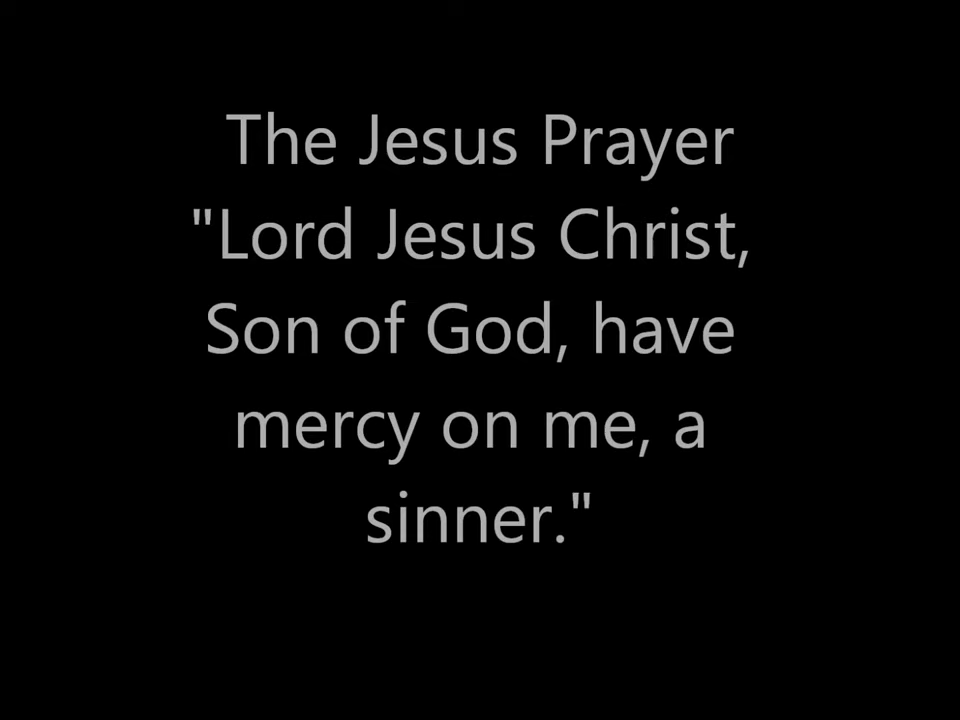 The Jesus Prayer
"Lord Jesus Christ,
Son of God, have
mercy on me, a
sinner."